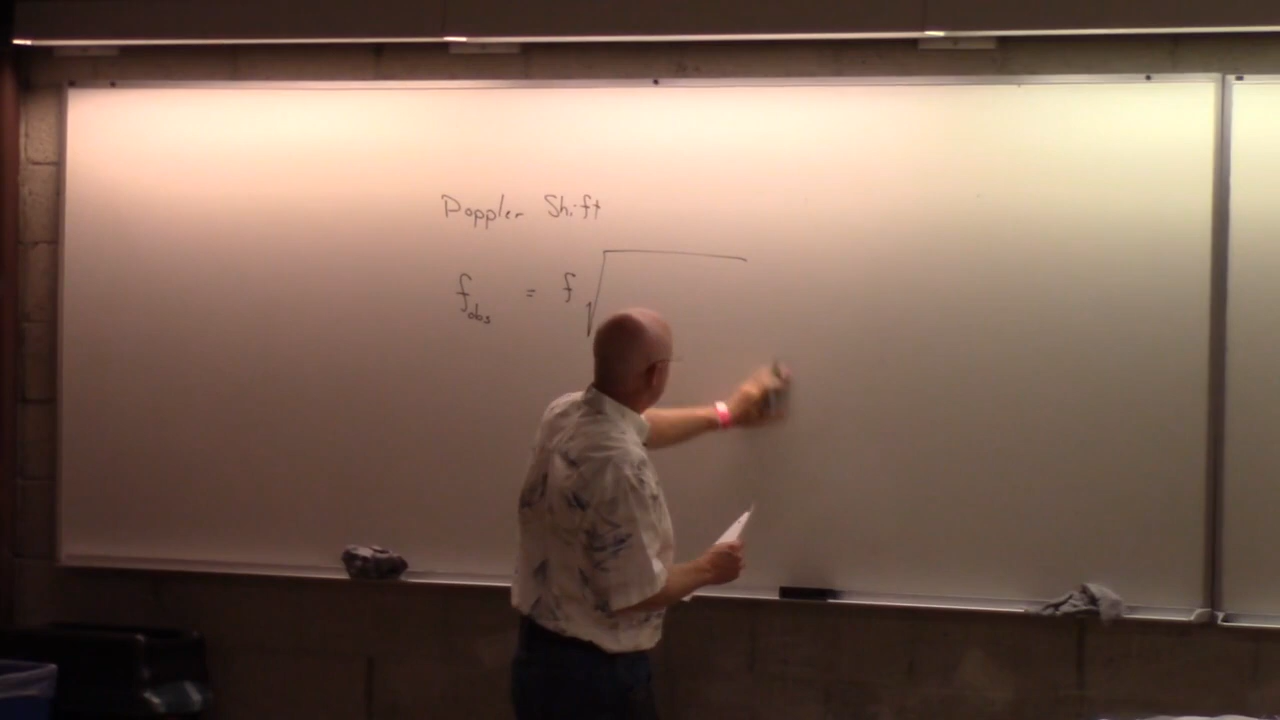 Doppler Shift
f_obs = f √